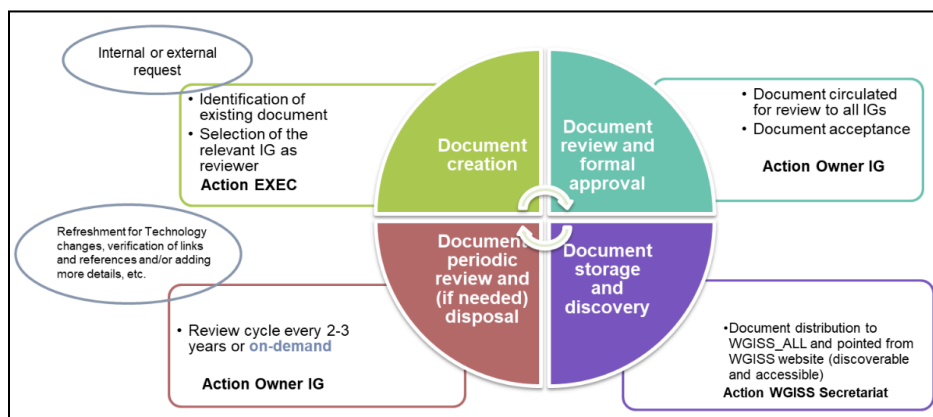 Internal or external
request
• Identification of
existing document
• Selection of the
relevant IG as
reviewer
Action EXEC
Document
creation
Document
review and
formal
approval
• Document circulated
for review to all IGs
• Document acceptance
Action Owner IG
Refreshment for Technology
changes, verification of links
and references and/or adding
more details, etc.
• Review cycle every 2-3
years or on-demand
Action Owner IG
Document
periodic
review and
(if needed)
disposal
Document
storage
and
discovery
•Document distribution to
WGISS_ALL and pointed from
WGISS website (discoverable
and accessible)
Action WGISS Secretariat